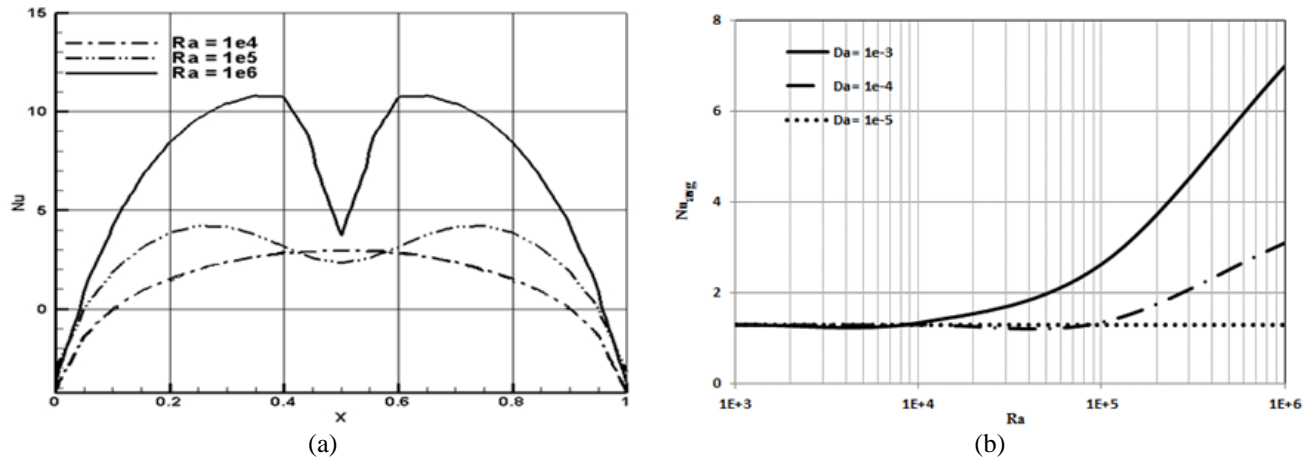 15
Ra = 1e4
Ra = 1e5
Ra = 1e6
10
Nu
5
0
0
0.2
0.4
0.6
0.8
1
X
(a)
8
Da= 1e-3
Da= 1e-4
Da= 1e-5
6
Nu avg
4
2
0
1E+3
1E+4
1E+5
1E+6
Ra
(b)